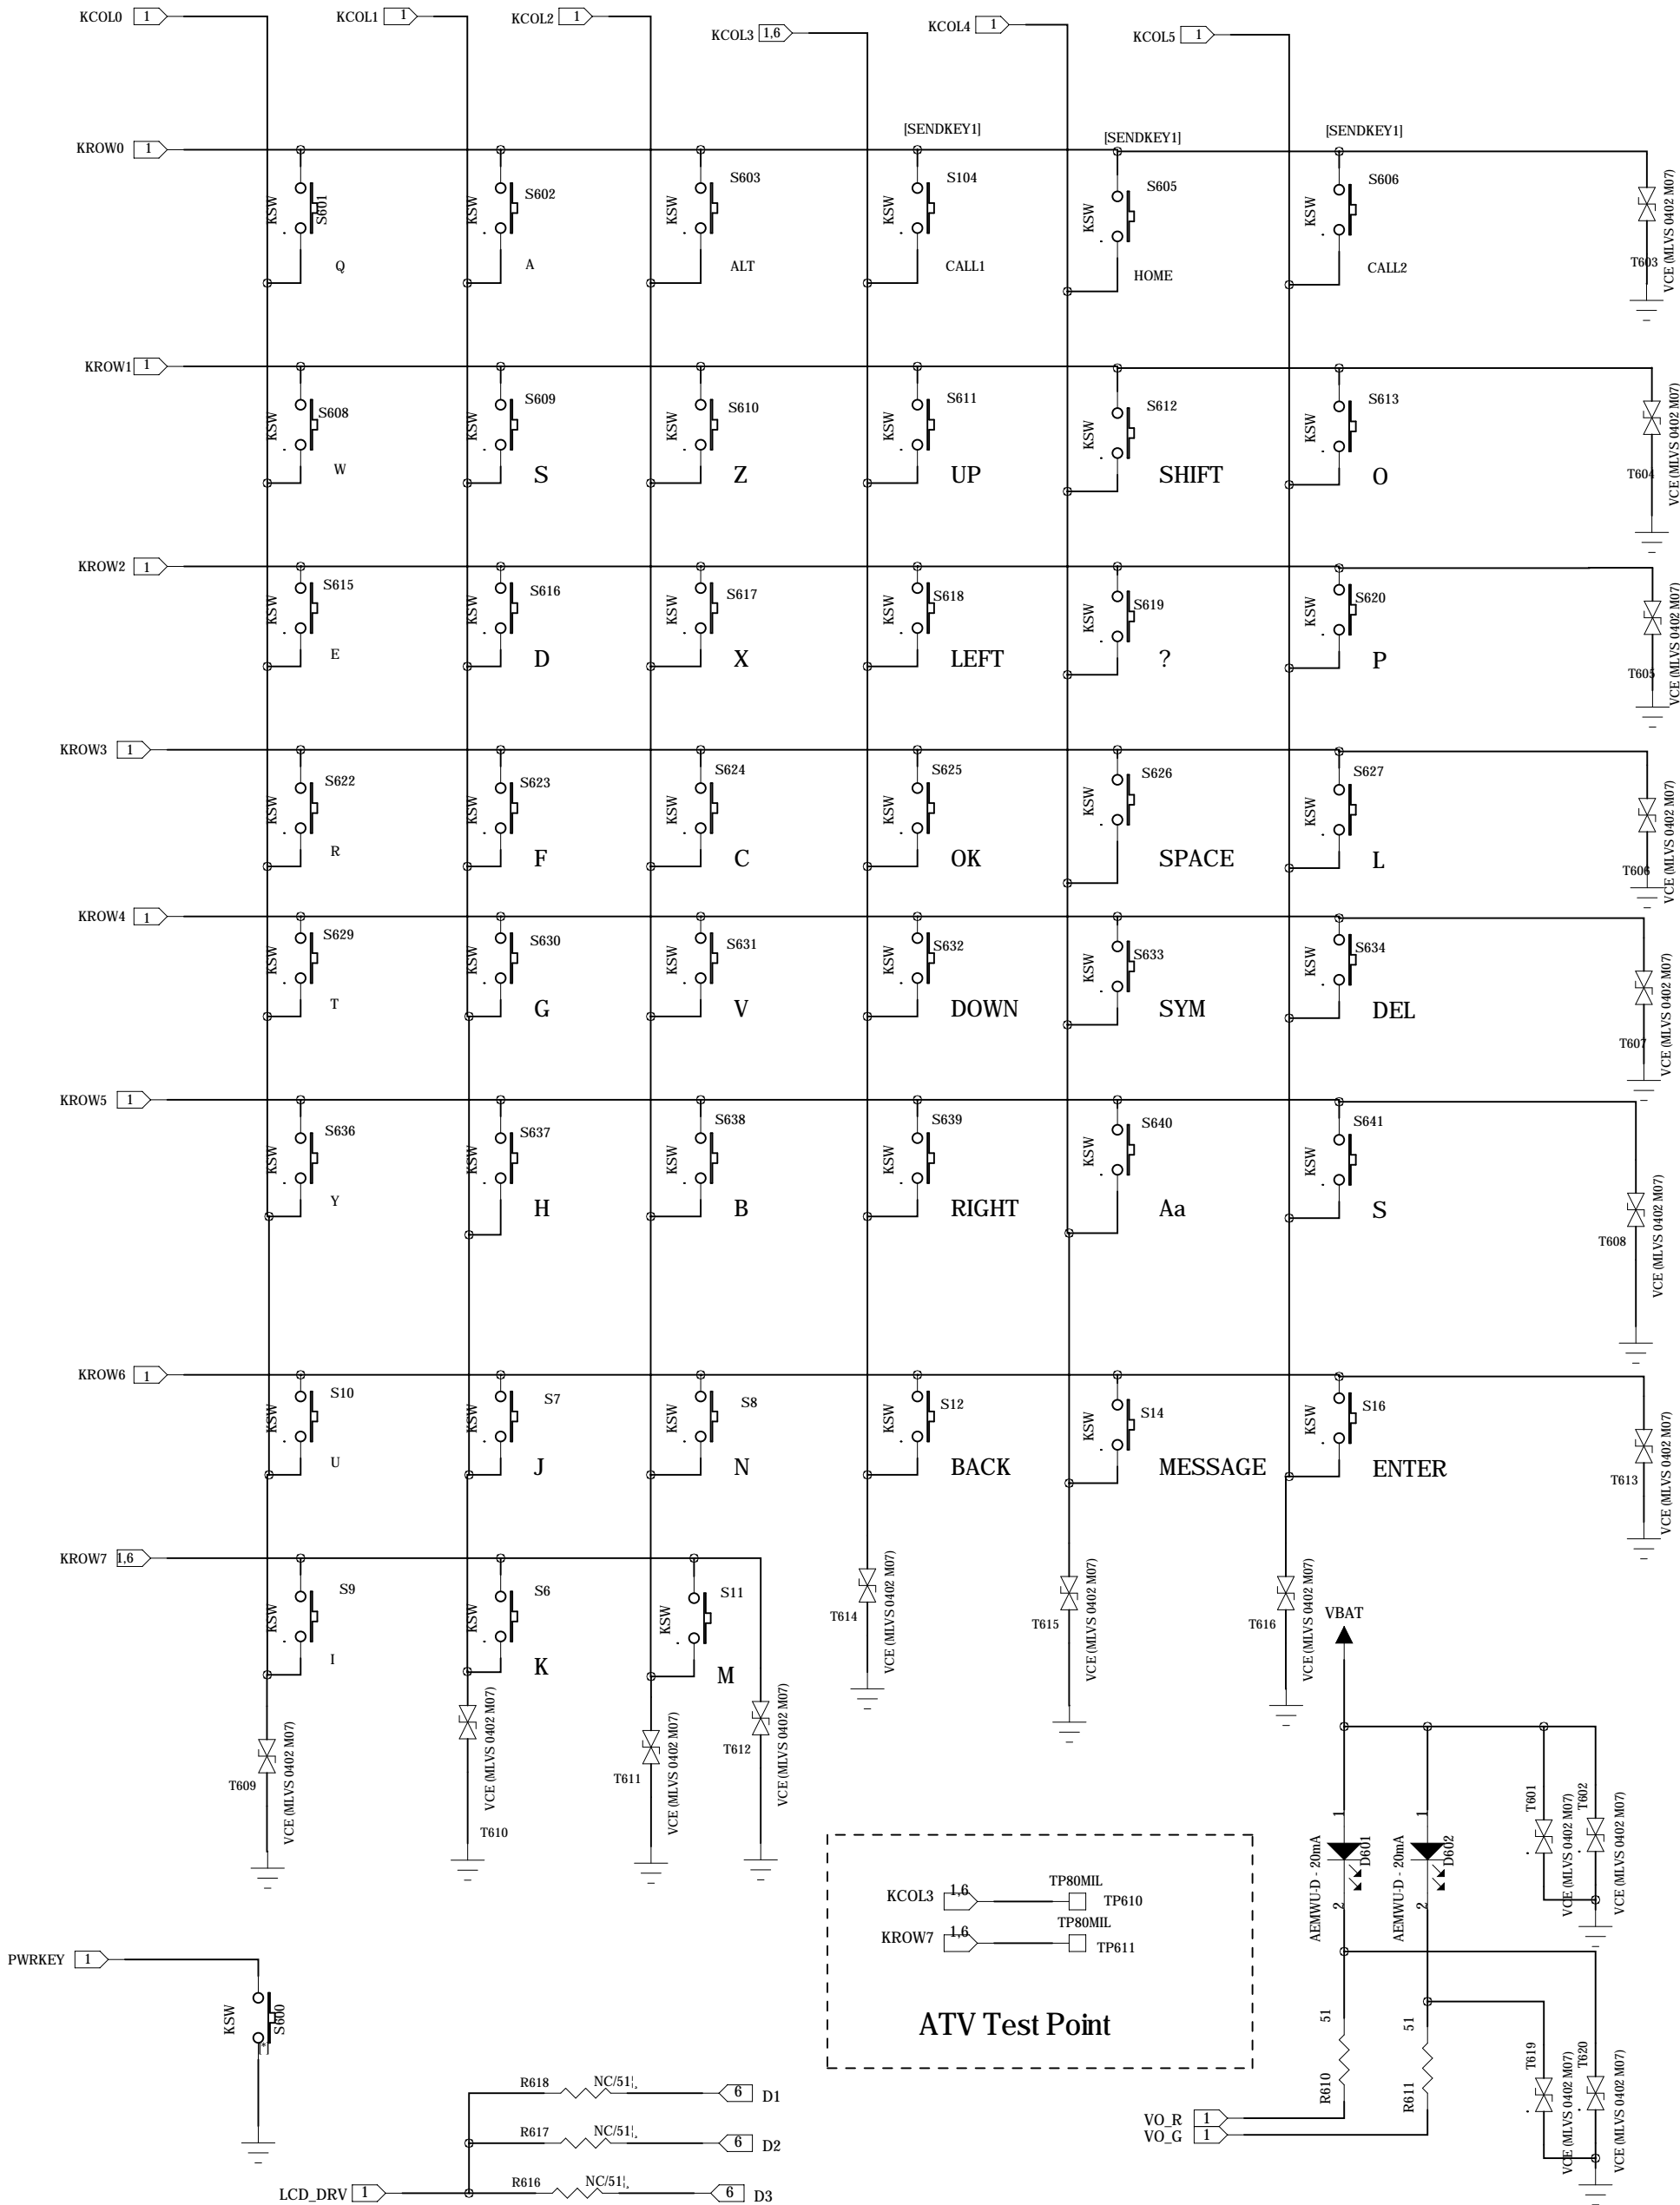 KCOL0 1
KCOL1 1
KCOL2 1
KCOL3 1,6
KCOL4 1
KCOL5 1
[SENDKEY1]
[SENDKEY1]
[SENDKEY1]
KROW0 1
KSW S601 Q
KSW S602 A
KSW S603 ALT
KSW S104 CALL1
KSW S605 HOME
KSW S606 CALL2
T603 VCE (MLVS 0402 M07)
KROW1 1
KSW S608 W
KSW S609 S
KSW S610 Z
KSW S611 UP
KSW S612 SHIFT
KSW S613 O
T604 VCE (MLVS 0402 M07)
KROW2 1
KSW S615 E
KSW S616 D
KSW S617 X
KSW S618 LEFT
KSW S619 ?
KSW S620 P
T605 VCE (MLVS 0402 M07)
KROW3 1
KSW S622 R
KSW S623 F
KSW S624 C
KSW S625 OK
KSW S626 SPACE
KSW S627 L
T606 VCE (MLVS 0402 M07)
KROW4 1
KSW S629 T
KSW S630 G
KSW S631 V
KSW S632 DOWN
KSW S633 SYM
KSW S634 DEL
T607 VCE (MLVS 0402 M07)
KROW5 1
KSW S636 Y
KSW S637 H
KSW S638 B
KSW S639 RIGHT
KSW S640 Aa
KSW S641 S
T608 VCE (MLVS 0402 M07)
KROW6 1
KSW S10 U
KSW S7 J
KSW S8 N
KSW S12 BACK
KSW S14 MESSAGE
KSW S16 ENTER
T613 VCE (MLVS 0402 M07)
KROW7 1,6
KSW S9 I
KSW S6 K
KSW S11 M
T614 VCE (MLVS 0402 M07)
T615 VCE (MLVS 0402 M07)
T616 VCE (MLVS 0402 M07)
T609 VCE (MLVS 0402 M07)
T610 VCE (MLVS 0402 M07)
T611 VCE (MLVS 0402 M07)
T612 VCE (MLVS 0402 M07)
VBAT
1 AEMWU-D - 20mA D601 2
1 AEMWU-D - 20mA D602 2
T601 VCE (MLVS 0402 M07)
T602 VCE (MLVS 0402 M07)
KCOL3 1,6 TP80MIL TP610
KROW7 1,6 TP80MIL TP611
ATV Test Point
PWRKEY 1
KSW S600 [*]
51 R610
51 R611
T619 VCE (MLVS 0402 M07)
T620 VCE (MLVS 0402 M07)
VO_R 1
VO_G 1
R618 NC/51¦¸ 6 D1
R617 NC/51¦¸ 6 D2
LCD_DRV 1 R616 NC/51¦¸ 6 D3